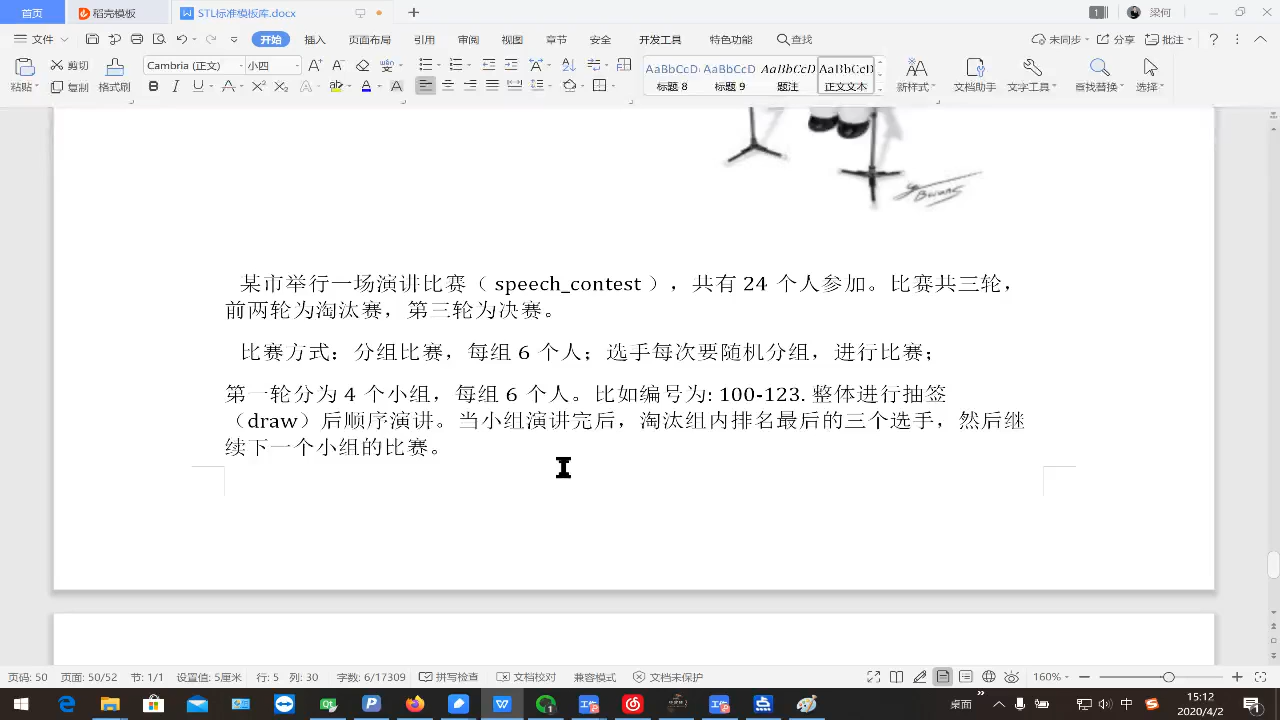 首页
稻壳模板
STL标准模板库.docx
1
梁何
文件
开始
插入
页面布局
引用
审阅
视图
章节
安全
开发工具
特色功能
查找
未同步
分享
批注
粘贴
剪切
复制
格式刷
Cambria (正文)
小四
AaBbCcD
标题 8
AaBbCcD
标题 9
AaBbCcD
题注
AaBbCcD
正文文本
新样式
文档助手
文字工具
查找替换
选择
某市举行一场演讲比赛（ speech_contest ），共有 24 个人参加。比赛共三轮，
前两轮为淘汰赛，第三轮为决赛。
比赛方式：分组比赛，每组 6 个人；选手每次要随机分组，进行比赛；
第一轮分为 4 个小组，每组 6 个人。比如编号为: 100-123. 整体进行抽签
（draw）后顺序演讲。当小组演讲完后，淘汰组内排名最后的三个选手，然后继
续下一个小组的比赛。
页码: 50 页面: 50/52 节: 1/1 设置值: 5厘米 行: 5 列: 30 字数: 6/17309 拼写检查 文档校对 兼容模式 文档未保护 160%
桌面
中
15:12
2020/4/2